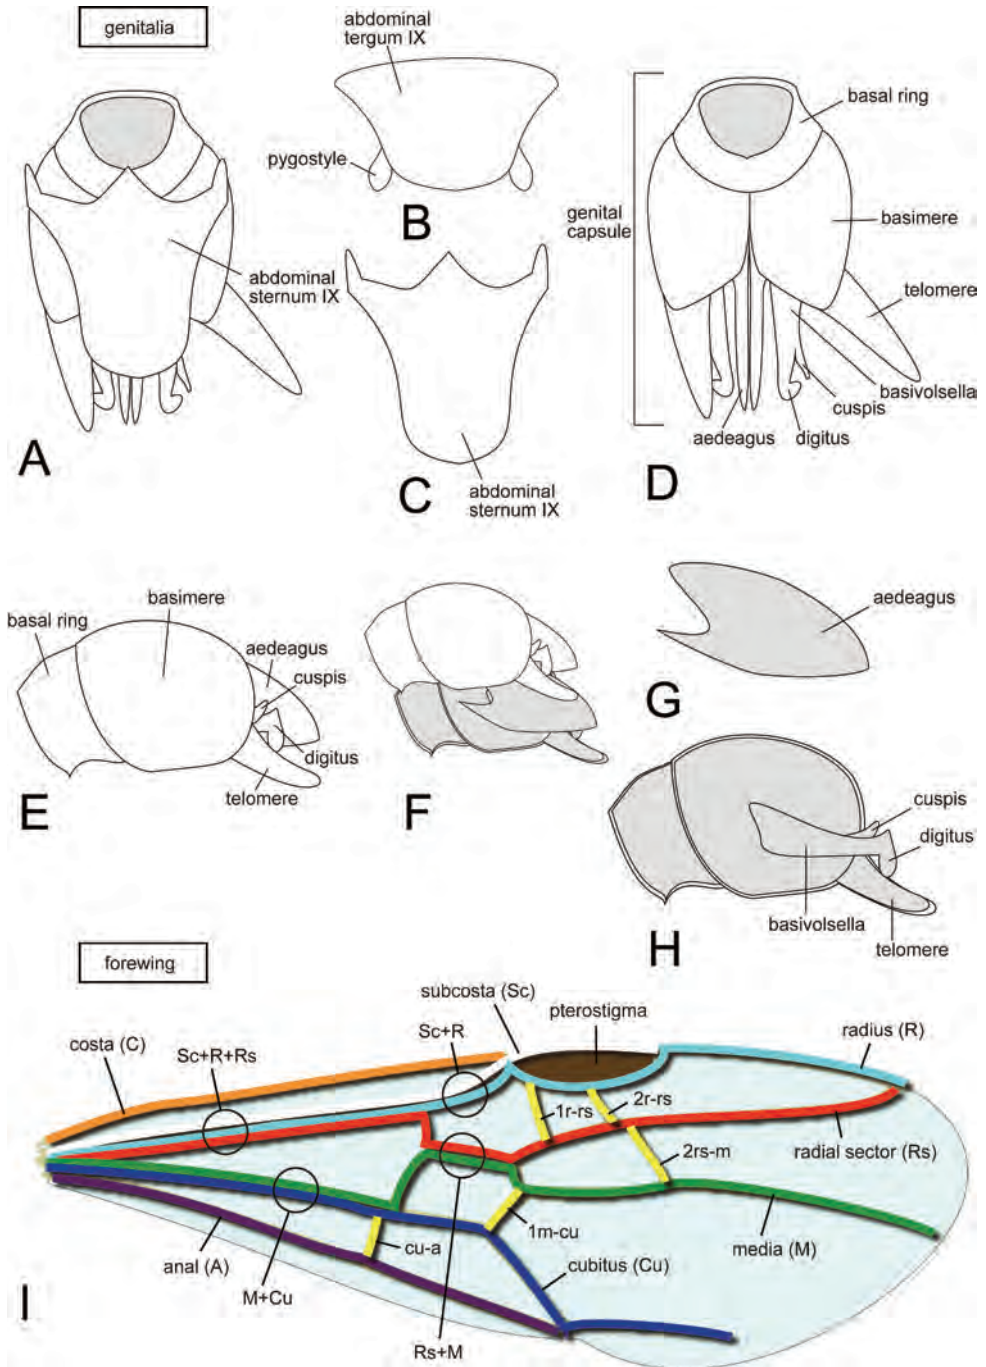 genitalia
abdominal
tergum IX
pygostyle
B
abdominal
sternum IX
A
C
abdominal
sternum IX
genital
capsule
basal ring
basimere
telomere
basivolsella
cuspis
digitus
aedeagus
D
basal ring
basimere
aedeagus
cuspis
digitus
telomere
E
F
aedeagus
G
cuspis
digitus
basivolsella
telomere
H
forewing
costa (C)
Sc+R+Rs
Sc+R
subcosta (Sc)
pterostigma
radius (R)
1r-rs
2r-rs
2rs-m
radial sector (Rs)
1m-cu
media (M)
cu-a
cubitus (Cu)
anal (A)
M+Cu
Rs+M
I